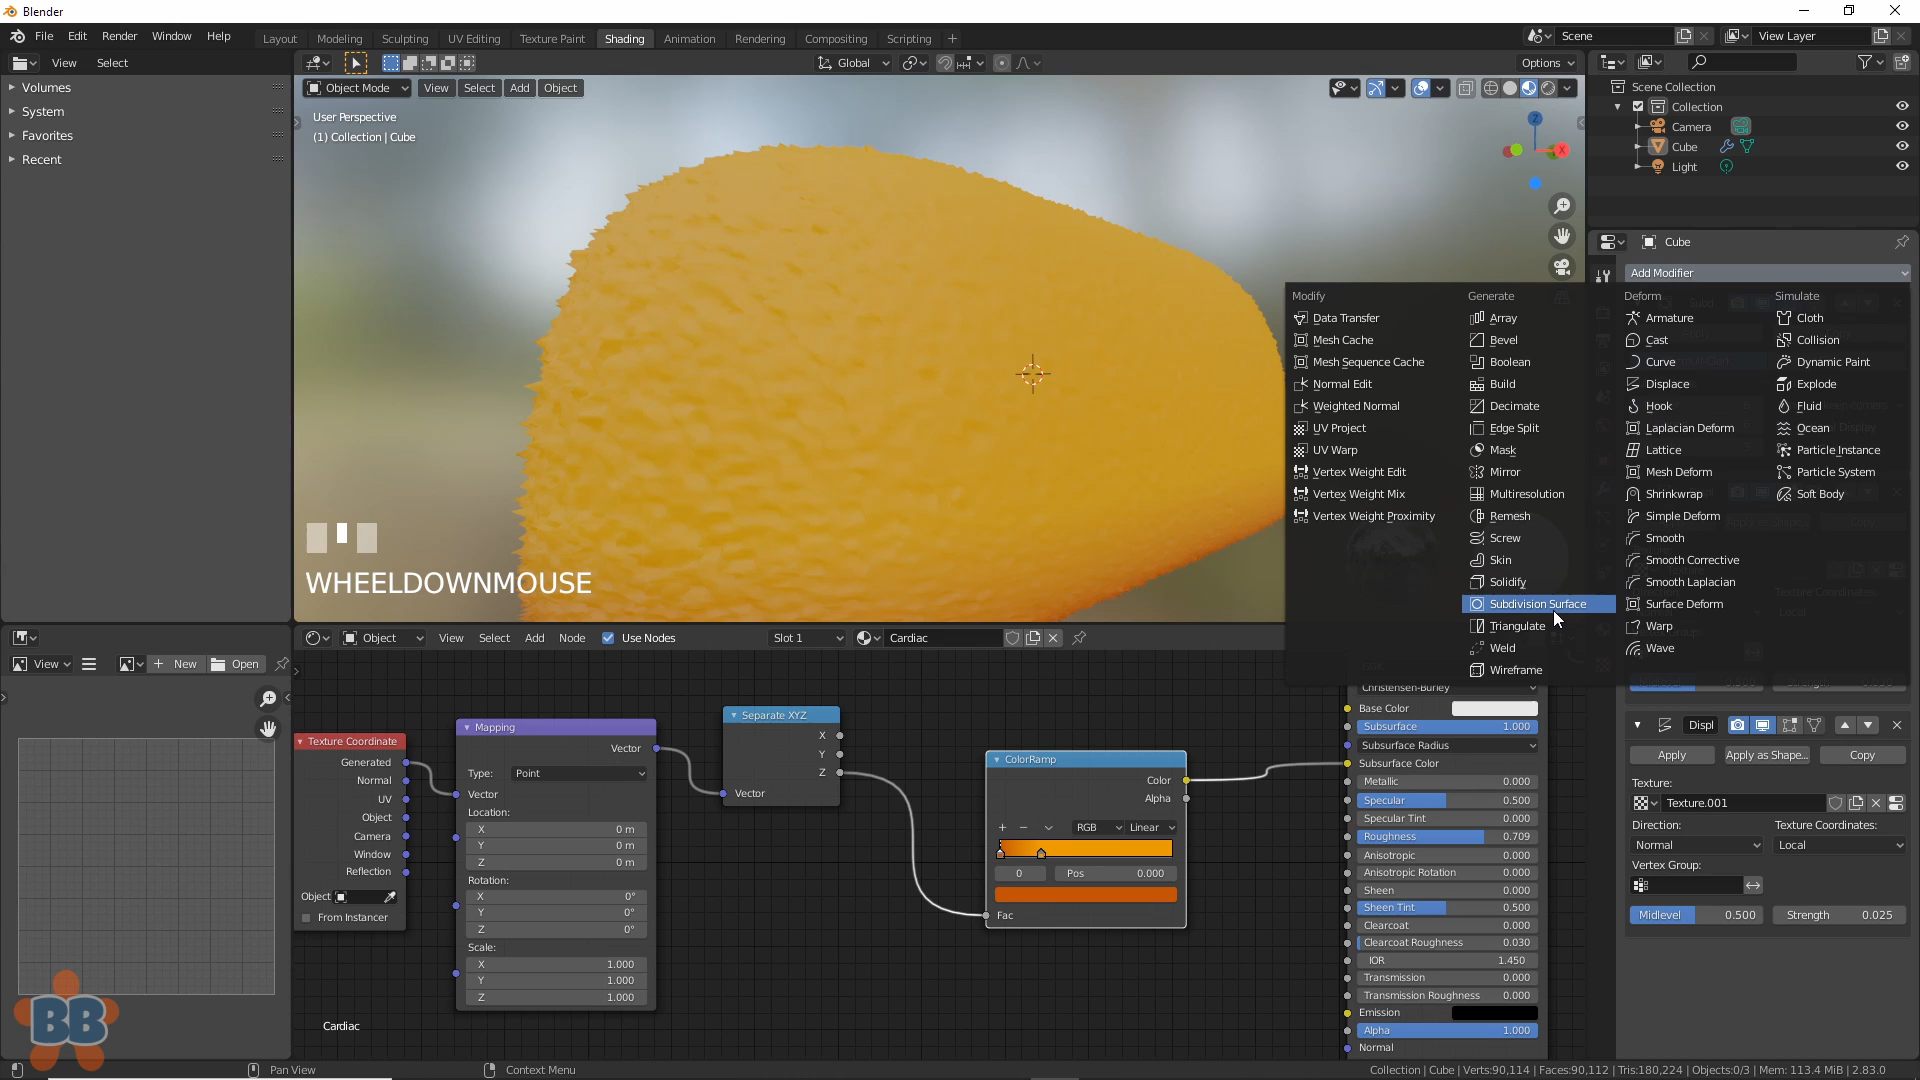 Blender
File Edit Render Window Help
Layout Modeling Sculpting UV Editing Texture Paint Shading Animation Rendering Compositing Scripting +
Scene
View Layer
View Select
Global
Options
Volumes
System
Favorites
Recent
Object Mode View Select Add Object
User Perspective
(1) Collection | Cube
Z
X
WHEELDOWNMOUSE
Scene Collection
Collection
Camera
Cube
Light
Cube
Add Modifier
Modify
Data Transfer
Mesh Cache
Mesh Sequence Cache
Normal Edit
Weighted Normal
UV Project
UV Warp
Vertex Weight Edit
Vertex Weight Mix
Vertex Weight Proximity
Generate
Array
Bevel
Boolean
Build
Decimate
Edge Split
Mask
Mirror
Multiresolution
Remesh
Screw
Skin
Solidify
Subdivision Surface
Triangulate
Weld
Wireframe
Deform
Armature
Cast
Curve
Displace
Hook
Laplacian Deform
Lattice
Mesh Deform
Shrinkwrap
Simple Deform
Smooth
Smooth Corrective
Smooth Laplacian
Surface Deform
Warp
Wave
Simulate
Cloth
Collision
Dynamic Paint
Explode
Fluid
Ocean
Particle Instance
Particle System
Soft Body
Displ
Apply Apply as Shape... Copy
Texture:
Texture.001
Direction: Texture Coordinates:
Normal Local
Vertex Group:
Midlevel 0.500 Strength 0.025
View New Open
Object View Select Add Node Use Nodes Slot 1 Cardiac
Texture Coordinate
Generated
Normal
UV
Object
Camera
Window
Reflection
Object
From Instancer
Mapping
Vector
Type: Point
Vector
Location:
X 0 m
Y 0 m
Z 0 m
Rotation:
X 0°
Y 0°
Z 0°
Scale:
X 1.000
Y 1.000
Z 1.000
Separate XYZ
X
Y
Z
Vector
ColorRamp
Color
Alpha
+ − RGB Linear
0 Pos 0.000
Fac
Christensen-Burley
Base Color
Subsurface 1.000
Subsurface Radius
Subsurface Color
Metallic 0.000
Specular 0.500
Specular Tint 0.000
Roughness 0.709
Anisotropic 0.000
Anisotropic Rotation 0.000
Sheen 0.000
Sheen Tint 0.500
Clearcoat 0.000
Clearcoat Roughness 0.030
IOR 1.450
Transmission 0.000
Transmission Roughness 0.000
Emission
Alpha 1.000
Normal
Cardiac
BB
Pan View
Context Menu
Collection | Cube | Verts:90,114 | Faces:90,112 | Tris:180,224 | Objects:0/3 | Mem: 113.4 MiB | 2.83.0